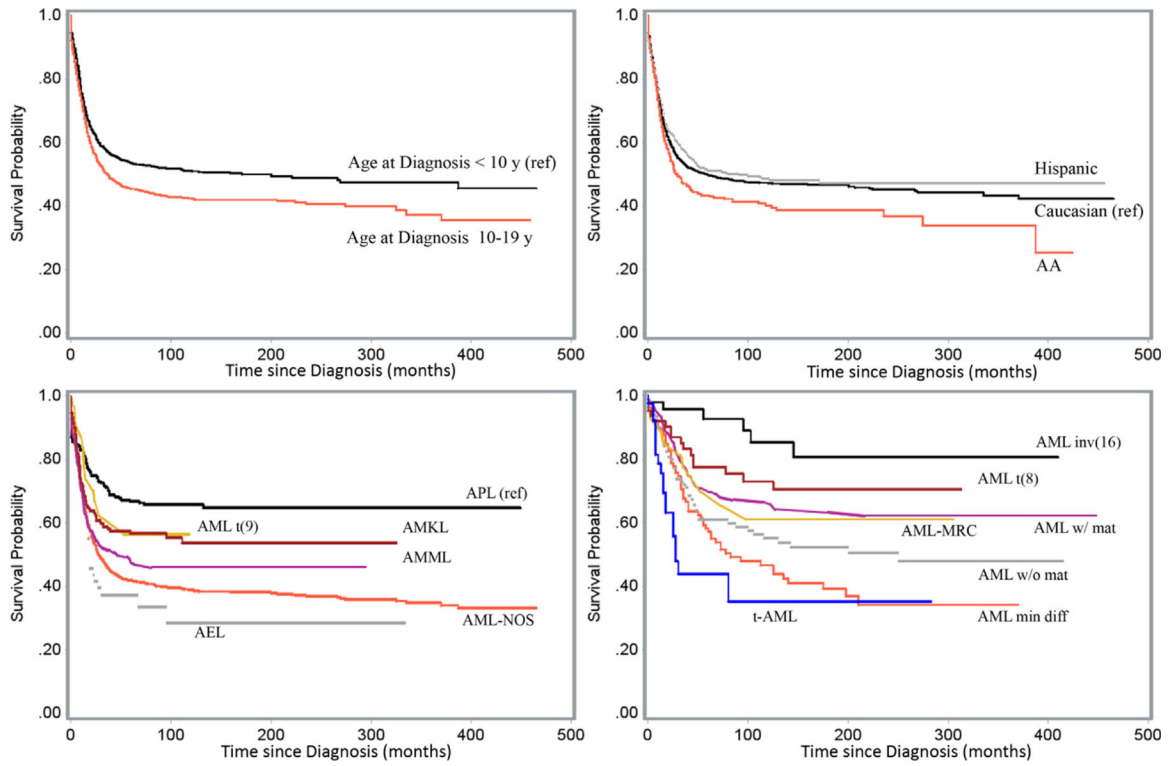 1.0
.80
.60
.40
.20
.00
Survival Probability
Age at Diagnosis < 10 y (ref)
Age at Diagnosis 10-19 y
0 100 200 300 400 500
Time since Diagnosis (months)
1.0
.80
.60
.40
.20
.00
Survival Probability
Hispanic
Caucasian (ref)
AA
0 100 200 300 400 500
Time since Diagnosis (months)
1.0
.80
.60
.40
.20
.00
Survival Probability
APL (ref)
AML t(9)
AMKL
AMML
AML-NOS
AEL
0 100 200 300 400 500
Time since Diagnosis (months)
1.0
.80
.60
.40
.20
.00
Survival Probability
AML inv(16)
AML t(8)
AML-MRC
AML w/ mat
AML w/o mat
t-AML
AML min diff
0 100 200 300 400 500
Time since Diagnosis (months)